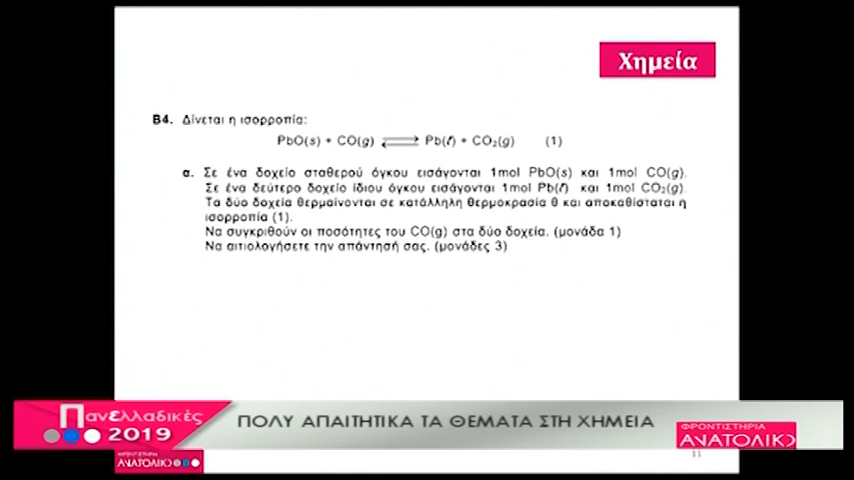 Χημεία
Β4. Δίνεται η ισορροπία:
PbO(s) + CO(g) ⇌ Pb(ℓ) + CO₂(g) (1)
α. Σε ένα δοχείο σταθερού όγκου εισάγονται 1mol PbO(s) και 1mol CO(g).
Σε ένα δεύτερο δοχείο ίδιου όγκου εισάγονται 1mol Pb(ℓ) και 1mol CO₂(g).
Τα δύο δοχεία θερμαίνονται σε κατάλληλη θερμοκρασία θ και αποκαθίσταται η
ισορροπία (1).
Να συγκριθούν οι ποσότητες του CO(g) στα δύο δοχεία. (μονάδα 1)
Να αιτιολογήσετε την απάντησή σας. (μονάδες 3)
Πανελλαδικές
2019
ΠΟΛΥ ΑΠΑΙΤΗΤΙΚΑ ΤΑ ΘΕΜΑΤΑ ΣΤΗ ΧΗΜΕΙΑ
ΦΡΟΝΤΙΣΤΗΡΙΑ
ΑΝΑΤΟΛΙΚΟ
ΦΡΟΝΤΙΣΤΗΡΙΑ
ΑΝΑΤΟΛΙΚΟ
11